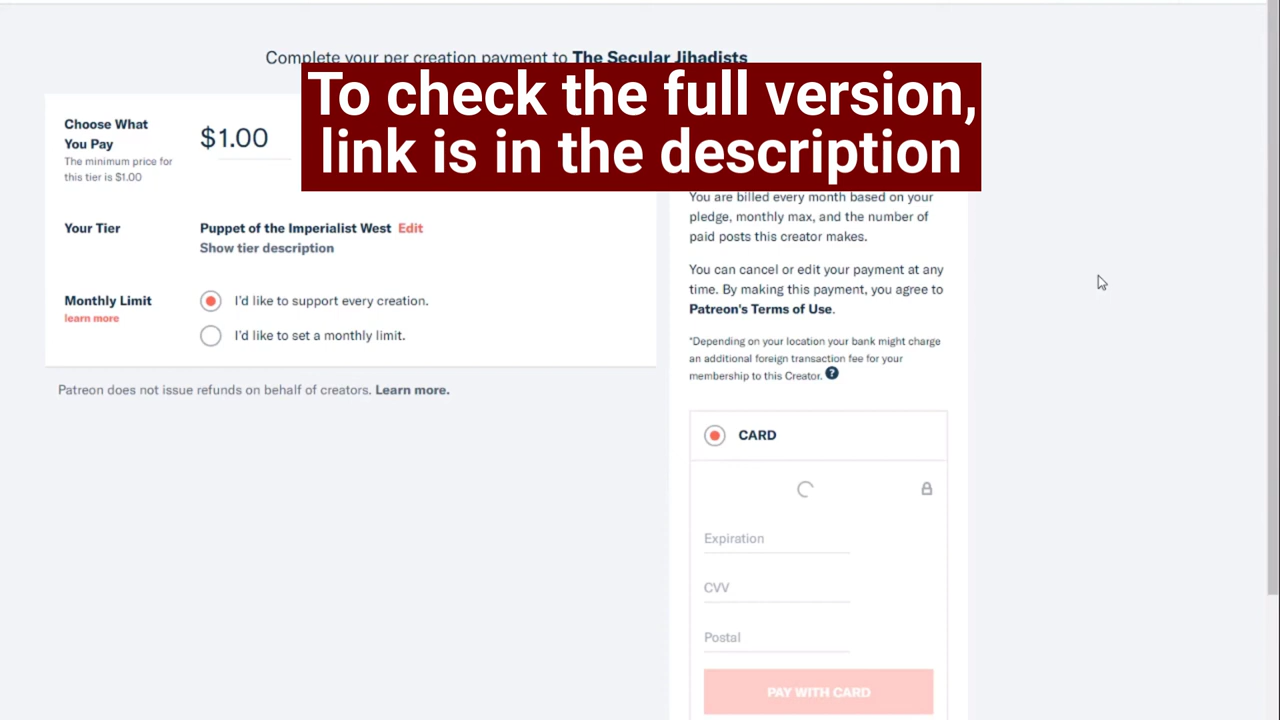 Complete your per creation payment to The Secular Jihadists
To check the full version,
link is in the description
Choose What
You Pay
The minimum price for
this tier is $1.00
$1.00
Your Tier
Puppet of the Imperialist West Edit
Show tier description
Monthly Limit
learn more
I'd like to support every creation.
I'd like to set a monthly limit.
Patreon does not issue refunds on behalf of creators. Learn more.
You are billed every month based on your
pledge, monthly max, and the number of
paid posts this creator makes.
You can cancel or edit your payment at any
time. By making this payment, you agree to
Patreon's Terms of Use.
*Depending on your location your bank might charge
an additional foreign transaction fee for your
membership to this Creator. ?
CARD
Expiration
CVV
Postal
PAY WITH CARD